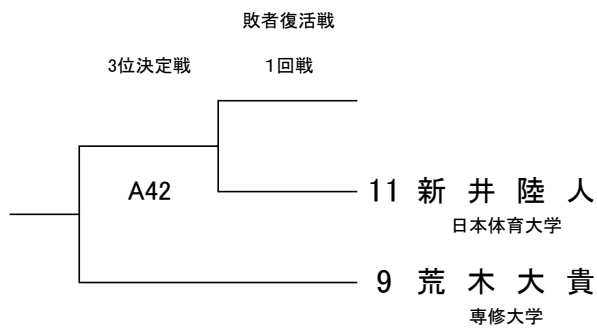 敗者復活戦
3位決定戦 1回戦
A42
11 新井陸人
日本体育大学
9 荒木大貴
専修大学